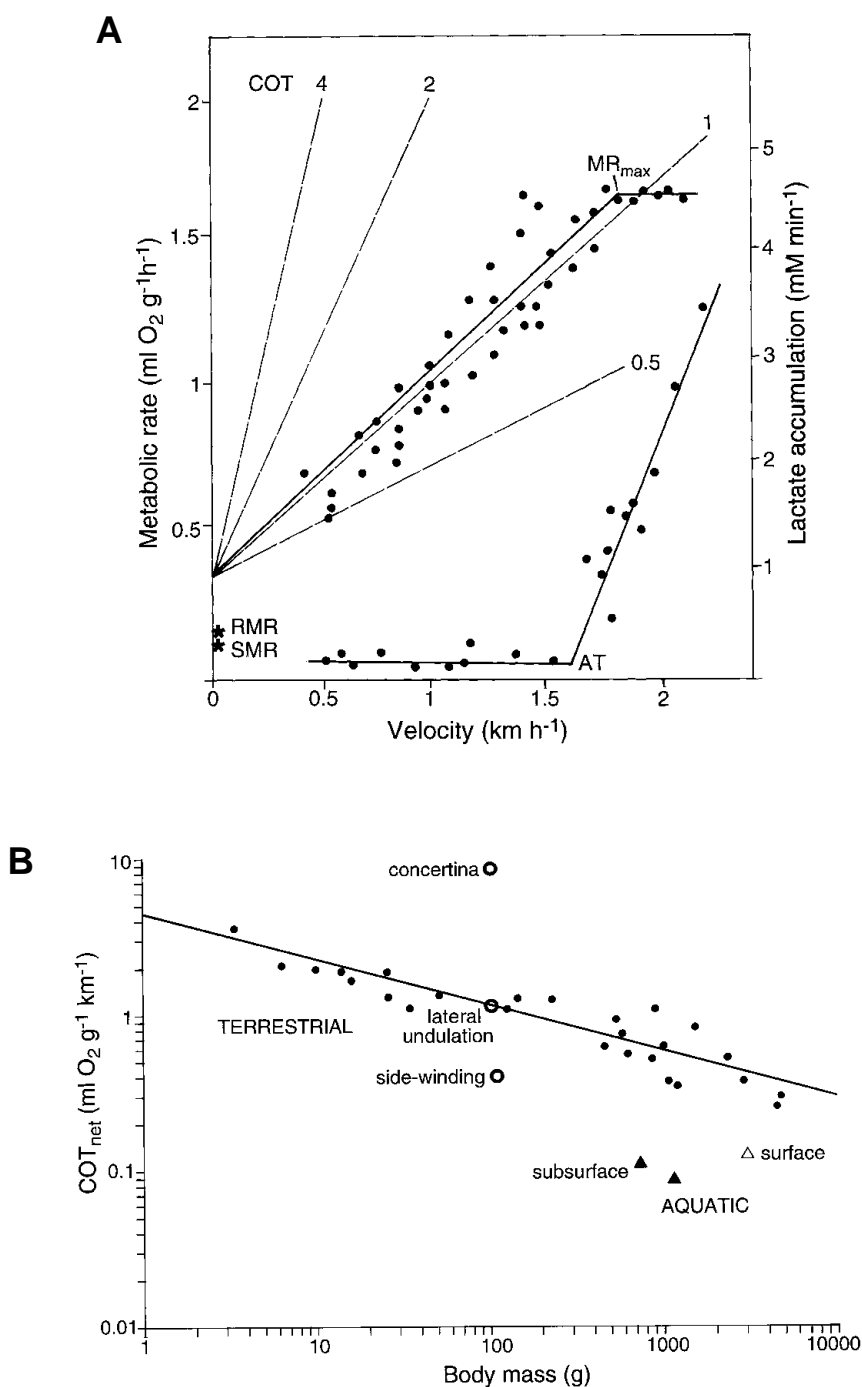 A
COT 4 2 1
MRmax
0.5
2
1.5
1
0.5
Metabolic rate (ml O2 g-1h-1)
5
4
3
2
1
Lactate accumulation (mM min-1)
RMR
SMR
AT
0 0.5 1 1.5 2
Velocity (km h-1)
B
10
1
0.1
0.01
COTnet (ml O2 g-1 km-1)
concertina
TERRESTRIAL
lateral
undulation
side-winding
subsurface
surface
AQUATIC
1 10 100 1000 10000
Body mass (g)